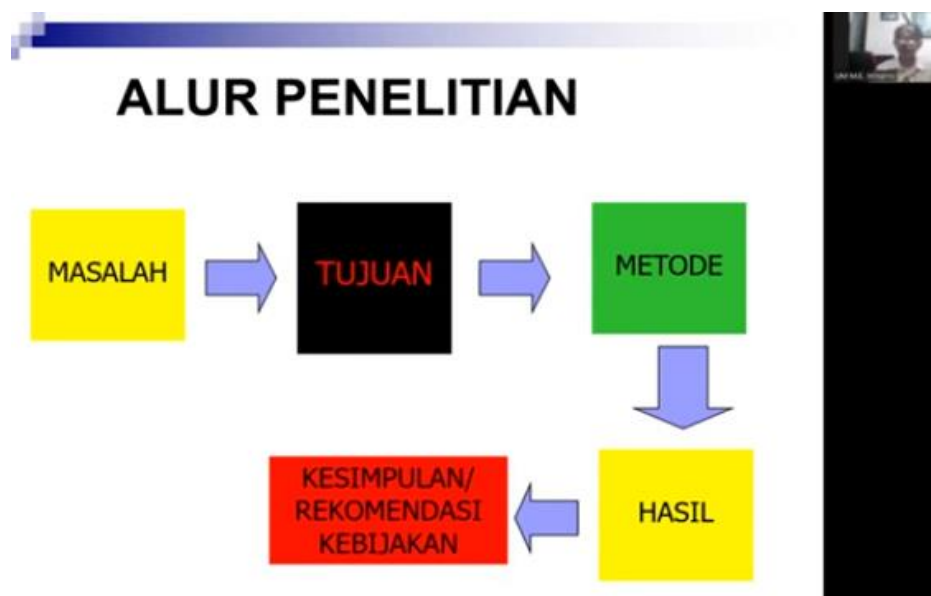 ALUR PENELITIAN
MASALAH
TUJUAN
METODE
HASIL
KESIMPULAN/
REKOMENDASI
KEBIJAKAN